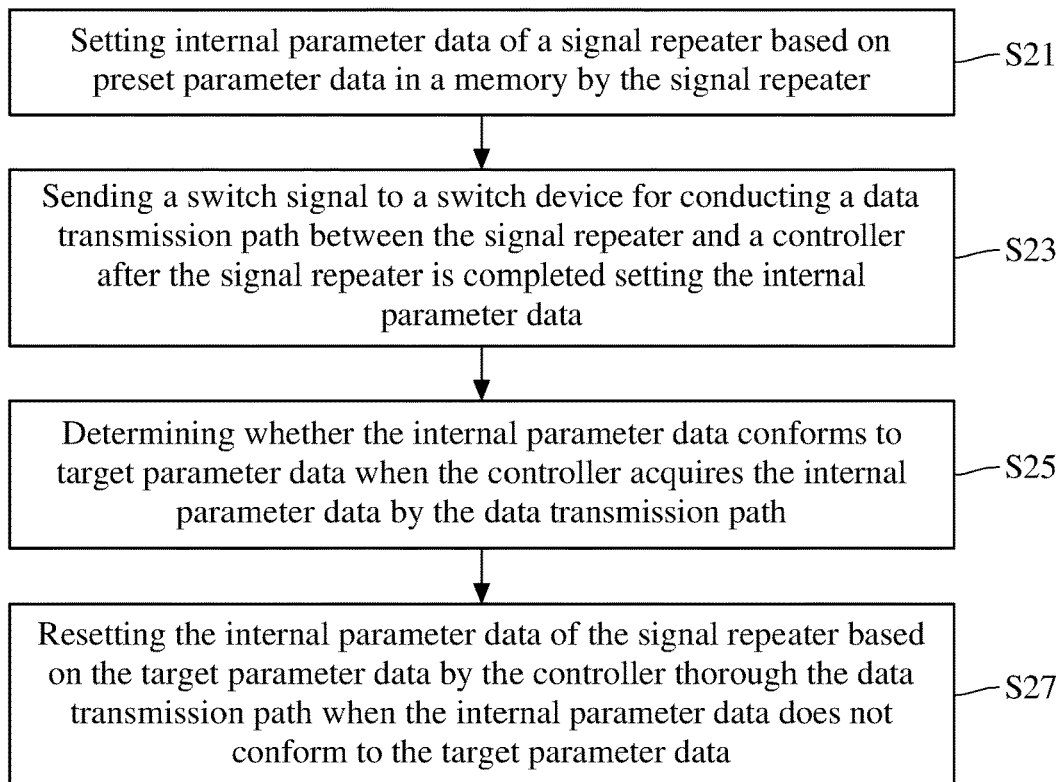 Setting internal parameter data of a signal repeater based on
preset parameter data in a memory by the signal repeater
S21
Sending a switch signal to a switch device for conducting a data
transmission path between the signal repeater and a controller
after the signal repeater is completed setting the internal
parameter data
S23
Determining whether the internal parameter data conforms to
target parameter data when the controller acquires the internal
parameter data by the data transmission path
S25
Resetting the internal parameter data of the signal repeater based
on the target parameter data by the controller thorough the data
transmission path when the internal parameter data does not
conform to the target parameter data
S27